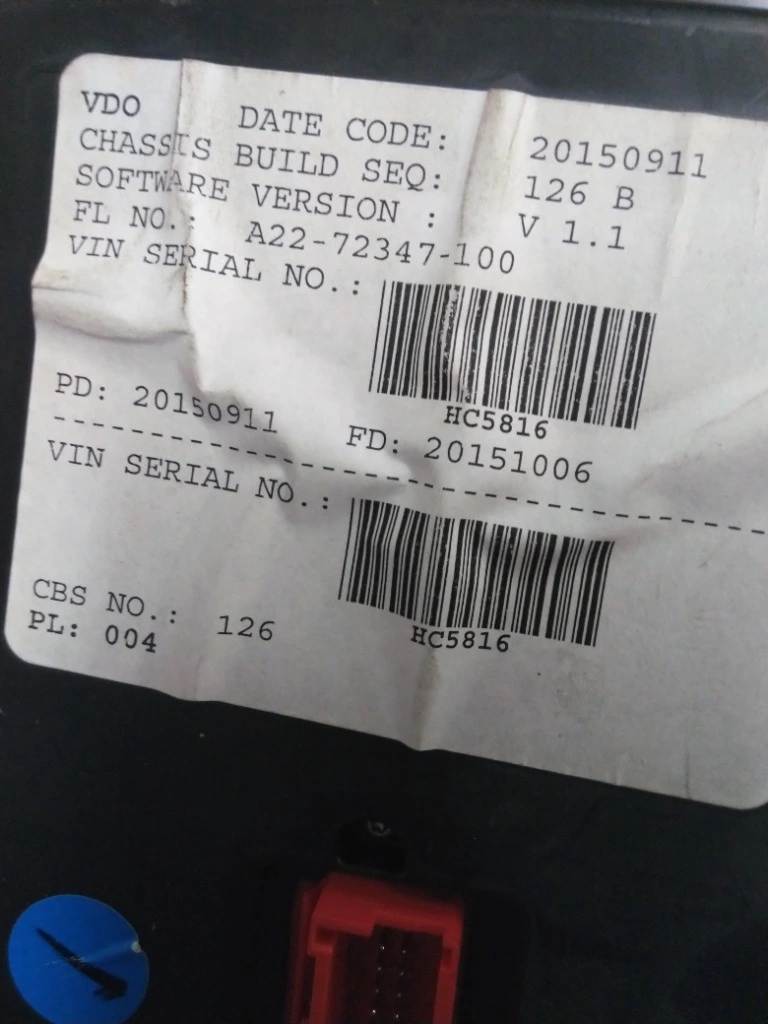 VDO DATE CODE: 20150911
CHASSIS BUILD SEQ: 126 B
SOFTWARE VERSION : V 1.1
FL NO.: A22-72347-100
VIN SERIAL NO.:
HC5816
PD: 20150911 FD: 20151006
VIN SERIAL NO.:
HC5816
CBS NO.: 126
PL: 004